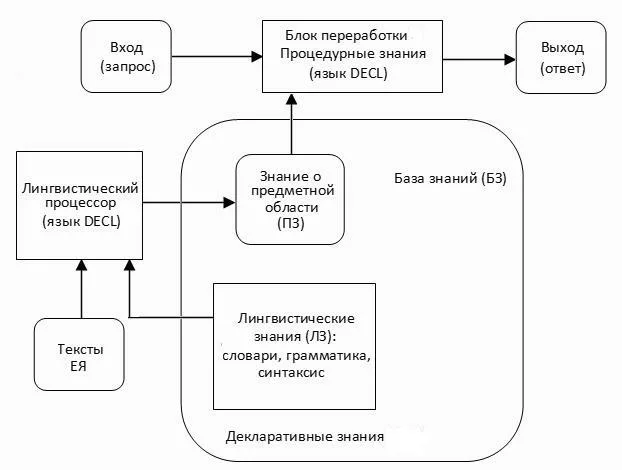 Вход
(запрос)
Блок переработки
Процедурные знания
(язык DECL)
Выход
(ответ)
Лингвистический
процессор
(язык DECL)
Знание о
предметной
области
(ПЗ)
База знаний (БЗ)
Тексты
ЕЯ
Лингвистические
знания (ЛЗ):
словари, грамматика,
синтаксис
Декларативные знания